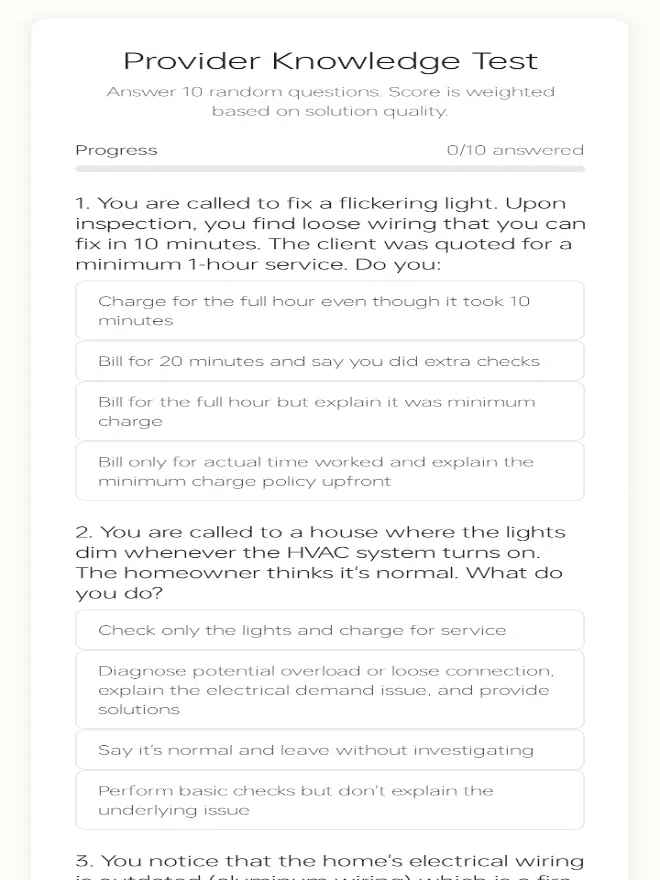 Provider Knowledge Test
Answer 10 random questions. Score is weighted
based on solution quality.
Progress
0/10 answered
1. You are called to fix a flickering light. Upon
inspection, you find loose wiring that you can
fix in 10 minutes. The client was quoted for a
minimum 1-hour service. Do you:
Charge for the full hour even though it took 10
minutes
Bill for 20 minutes and say you did extra checks
Bill for the full hour but explain it was minimum
charge
Bill only for actual time worked and explain the
minimum charge policy upfront
2. You are called to a house where the lights
dim whenever the HVAC system turns on.
The homeowner thinks it's normal. What do
you do?
Check only the lights and charge for service
Diagnose potential overload or loose connection,
explain the electrical demand issue, and provide
solutions
Say it's normal and leave without investigating
Perform basic checks but don't explain the
underlying issue
3. You notice that the home's electrical wiring
is outdated (aluminum wiring) which is a fire